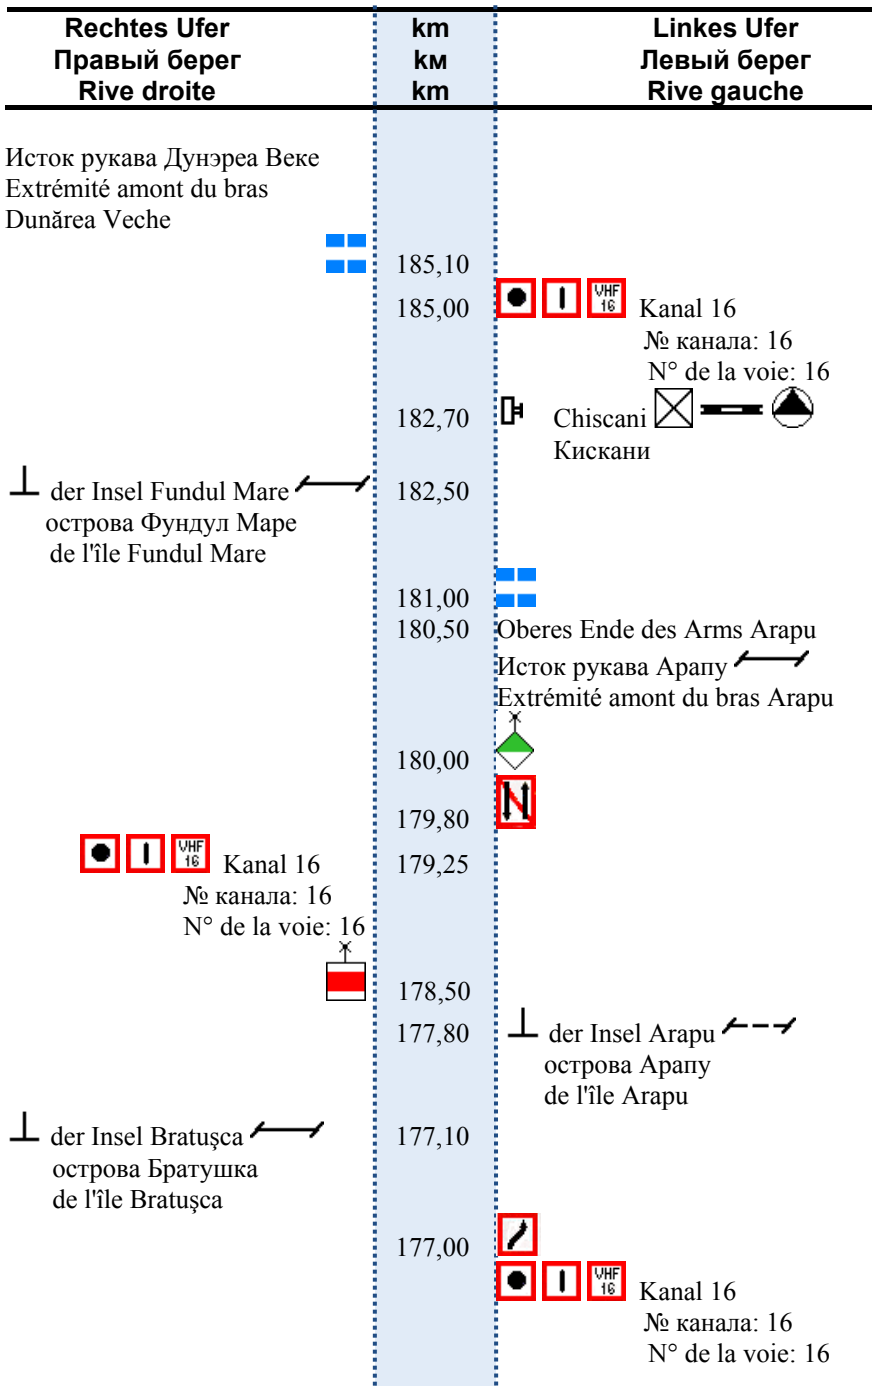 Rechtes Ufer km Linkes Ufer
Правый берег км Левый берег
Rive droite km Rive gauche
Исток рукава Дунэреа Веке
Extrémité amont du bras
Dunărea Veche
185,10
185,00 VHF 16 Kanal 16
№ канала: 16
N° de la voie: 16
182,70 Chiscani
Кискани
der Insel Fundul Mare 182,50
острова Фундул Маре
de l'île Fundul Mare
181,00
180,50 Oberes Ende des Arms Arapu
Исток рукава Арапу
Extrémité amont du bras Arapu
180,00
179,80
VHF 16 Kanal 16 179,25
№ канала: 16
N° de la voie: 16
178,50
177,80 der Insel Arapu
острова Арапу
de l'île Arapu
der Insel Bratuşca 177,10
острова Братушка
de l'île Bratuşca
177,00
VHF 16 Kanal 16
№ канала: 16
N° de la voie: 16